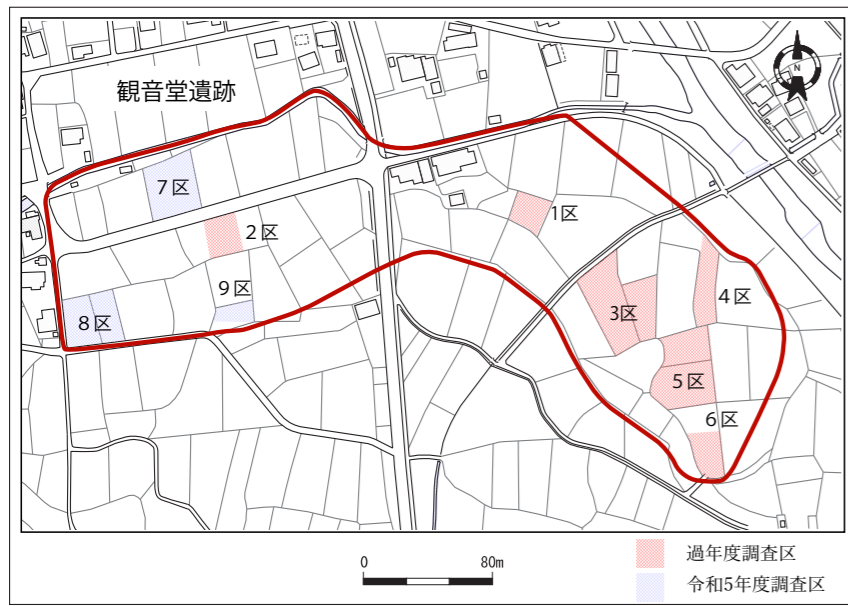 観音堂遺跡
N
7区
1区
2区
9区
4区
3区
8区
5区
6区
0 80m
過年度調査区
令和5年度調査区